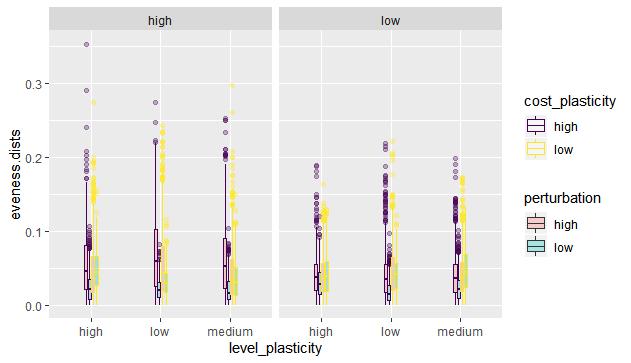 high
low
eveness.dists
0.3
0.2
0.1
0.0
high
low
medium
high
low
medium
level_plasticity
cost_plasticity
high
low
perturbation
high
low